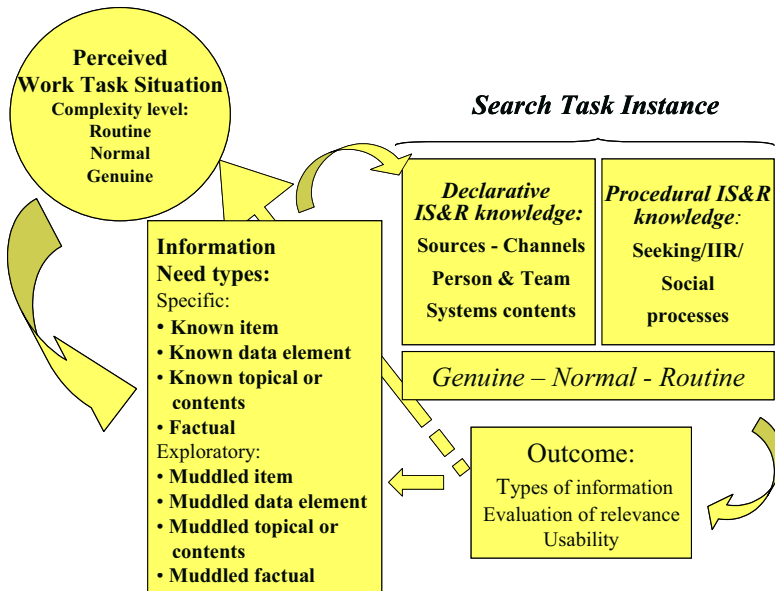 Perceived
Work Task Situation
Complexity level:
Routine
Normal
Genuine
Search Task Instance
Declarative
IS&R knowledge:
Sources - Channels
Person & Team
Systems contents
Procedural IS&R
knowledge:
Seeking/IIR/
Social
processes
Genuine – Normal - Routine
Information
Need types:
Specific:
• Known item
• Known data element
• Known topical or
contents
• Factual
Exploratory:
• Muddled item
• Muddled data element
• Muddled topical or
contents
• Muddled factual
Outcome:
Types of information
Evaluation of relevance
Usability